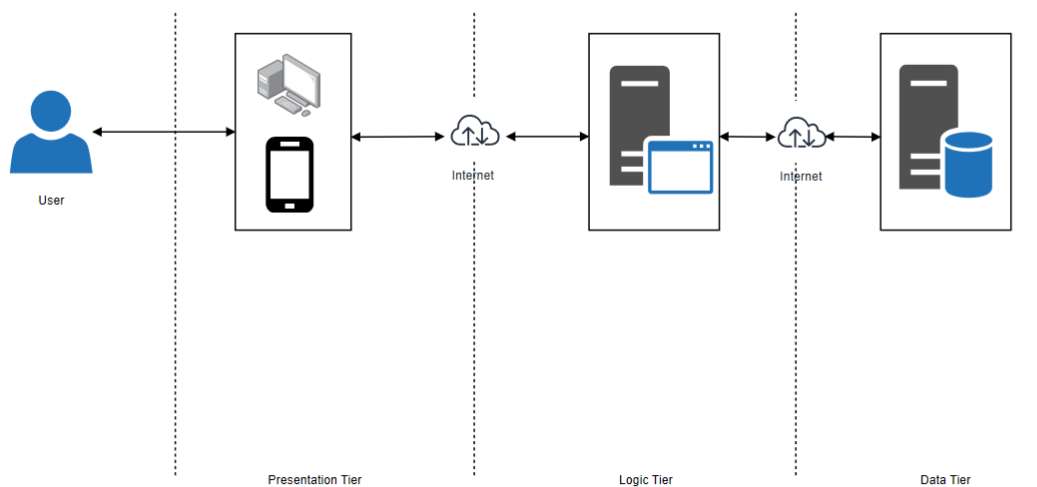 User
Internet
Internet
Presentation Tier
Logic Tier
Data Tier